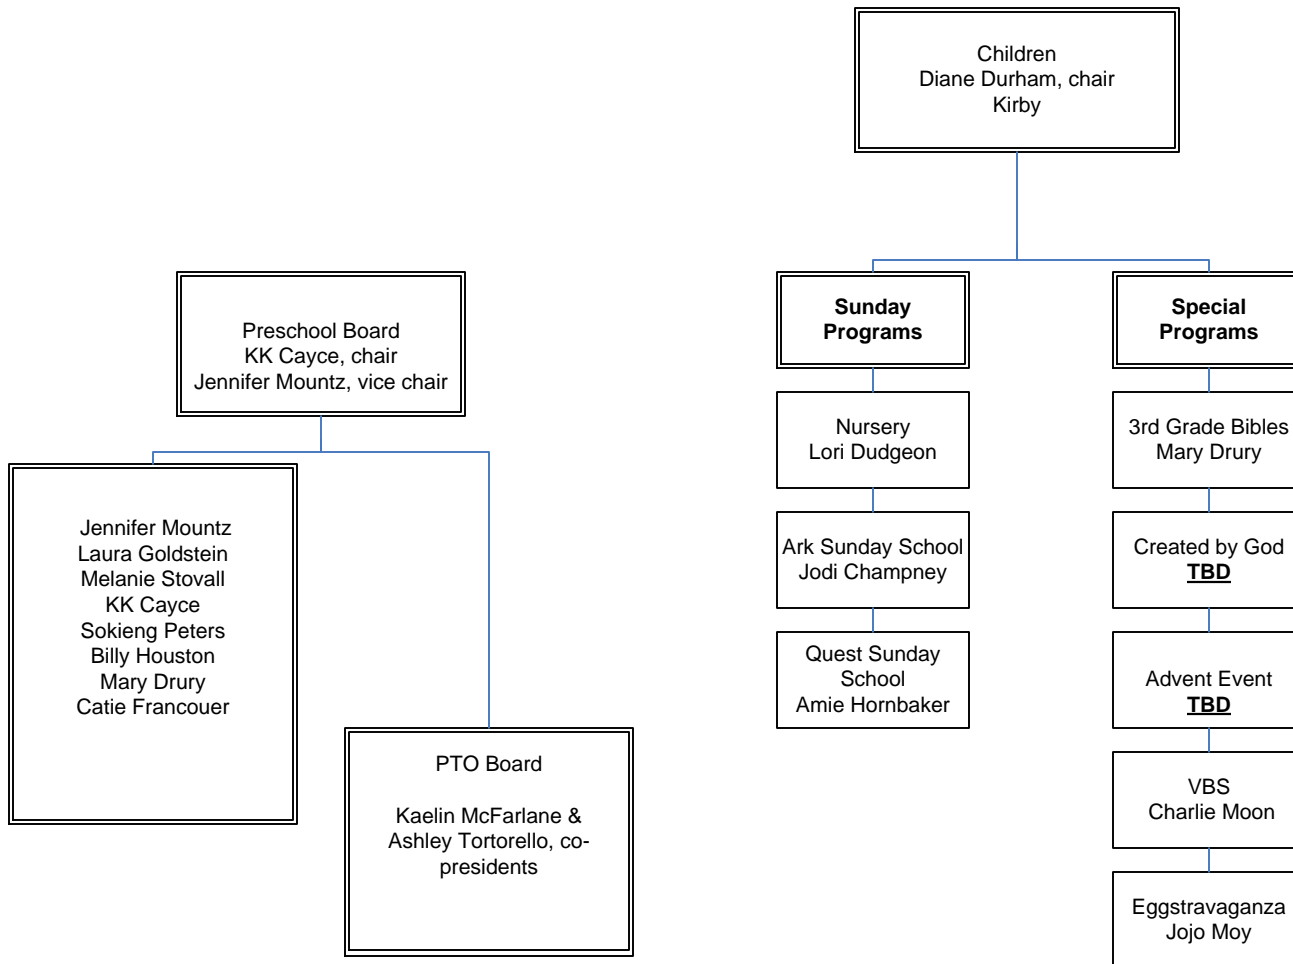 Children
Diane Durham, chair
Kirby
Preschool Board
KK Cayce, chair
Jennifer Mountz, vice chair
Jennifer Mountz
Laura Goldstein
Melanie Stovall
KK Cayce
Sokieng Peters
Billy Houston
Mary Drury
Catie Francouer
PTO Board
Kaelin McFarlane &
Ashley Tortorello, co-
presidents
Sunday
Programs
Nursery
Lori Dudgeon
Ark Sunday School
Jodi Champney
Quest Sunday
School
Amie Hornbaker
Special
Programs
3rd Grade Bibles
Mary Drury
Created by God
TBD
Advent Event
TBD
VBS
Charlie Moon
Eggstravaganza
Jojo Moy